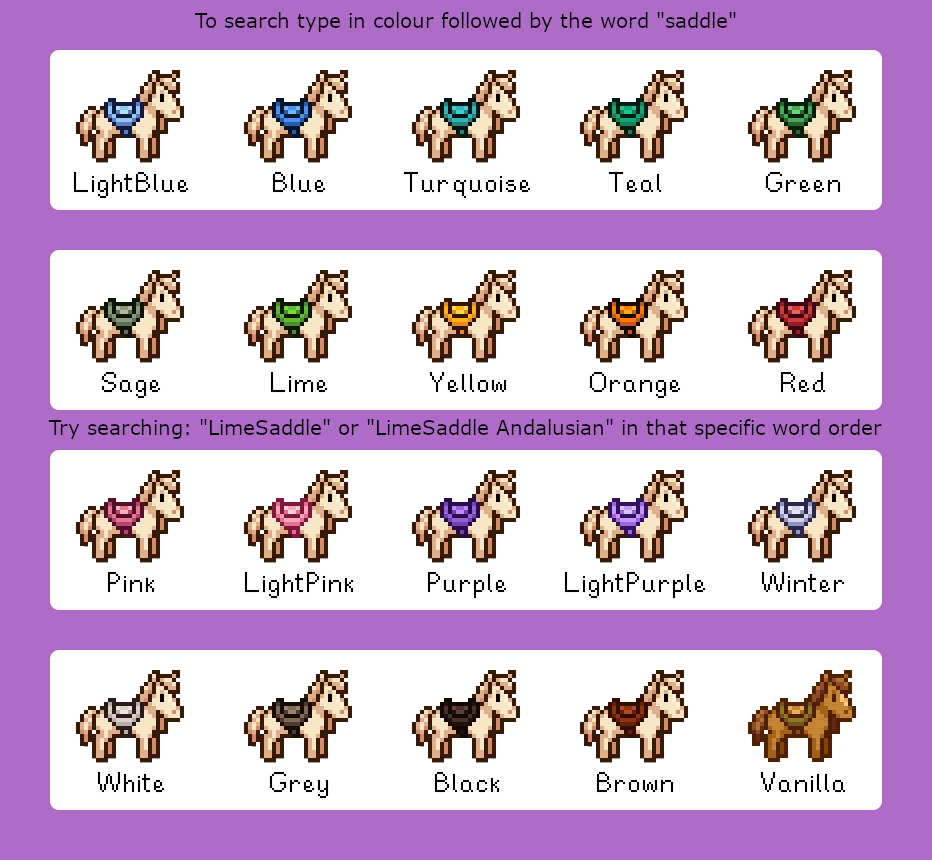 To search type in colour followed by the word "saddle"
LightBlue Blue Turquoise Teal Green
Sage Lime Yellow Orange Red
Try searching: "LimeSaddle" or "LimeSaddle Andalusian" in that specific word order
Pink LightPink Purple LightPurple Winter
White Grey Black Brown Vanilla